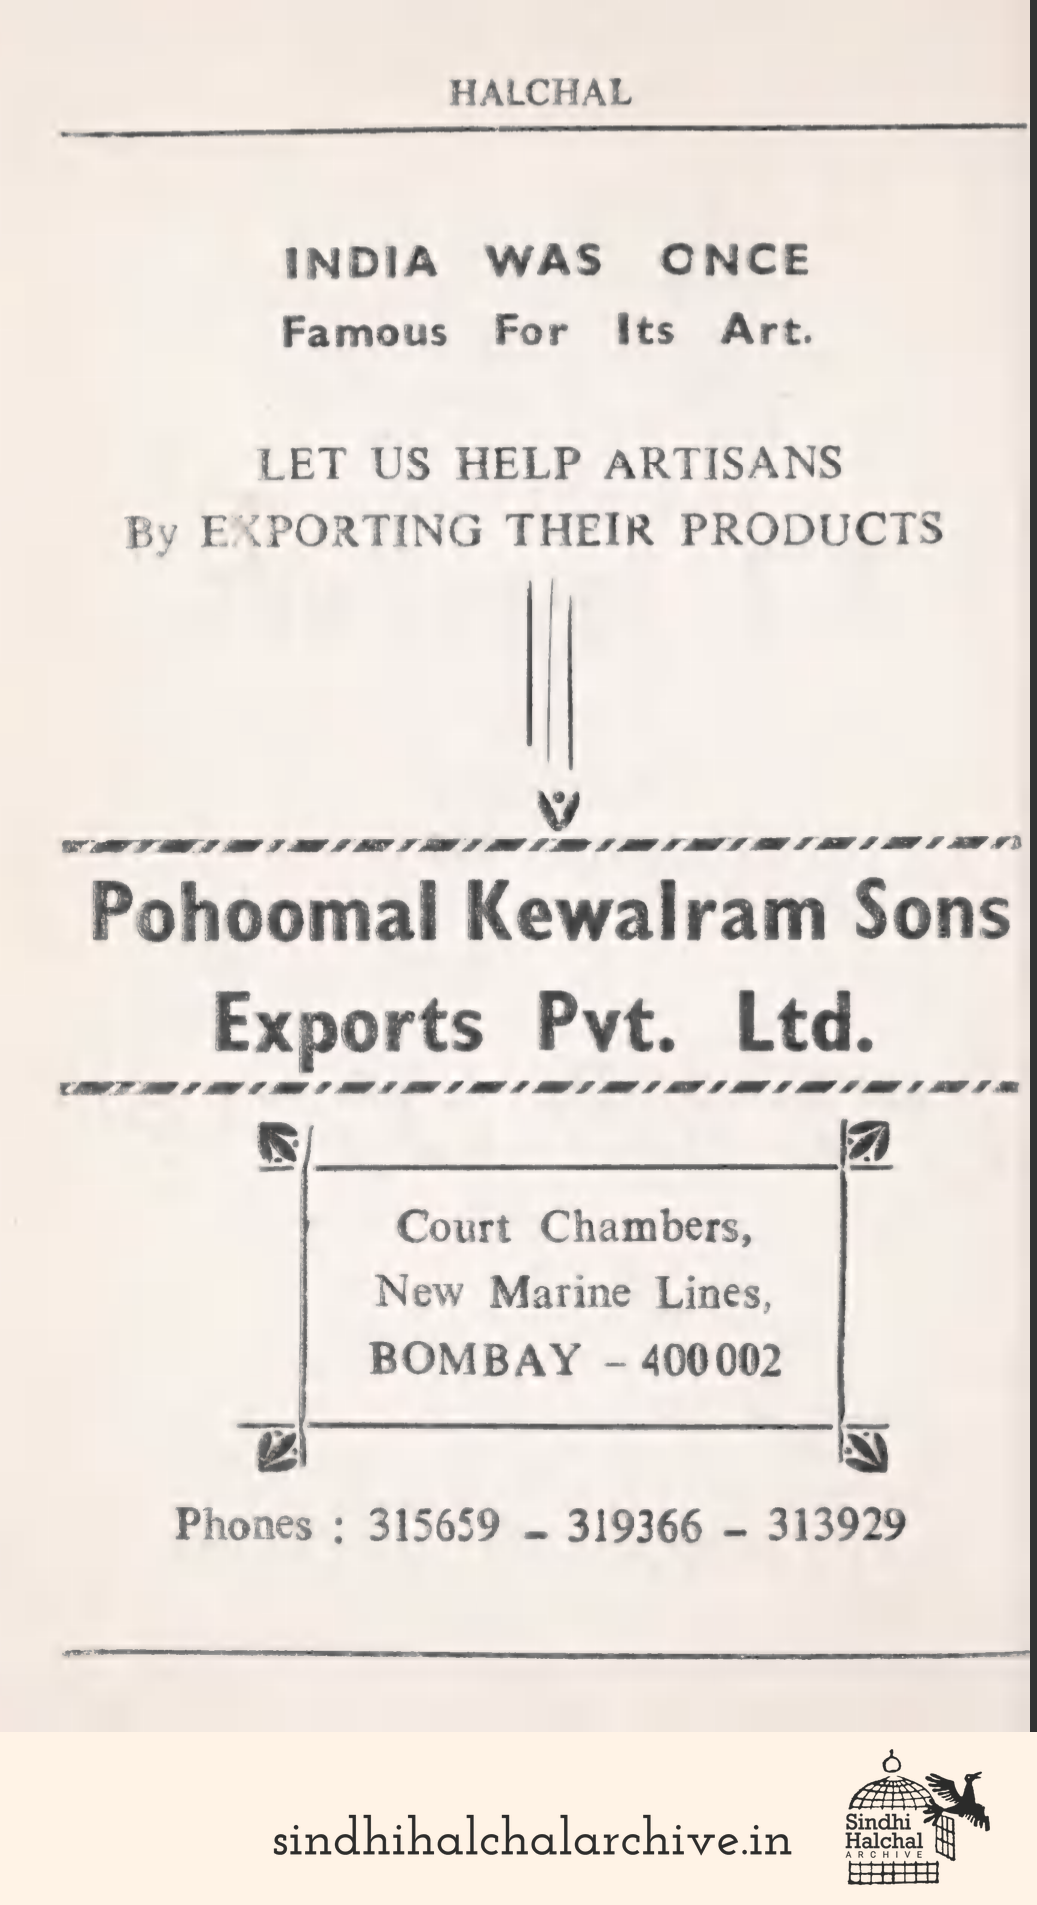 HALCHAL
INDIA WAS ONCE
Famous For Its Art.
LET US HELP ARTISANS
By EXPORTING THEIR PRODUCTS
Pohoomal Kewalram Sons
Exports Pvt. Ltd.
Court Chambers,
New Marine Lines,
BOMBAY - 400002
Phones : 315659 - 319366 - 313929
sindhihalchalarchive.in
Sindhi
Halchal
ARCHIVE